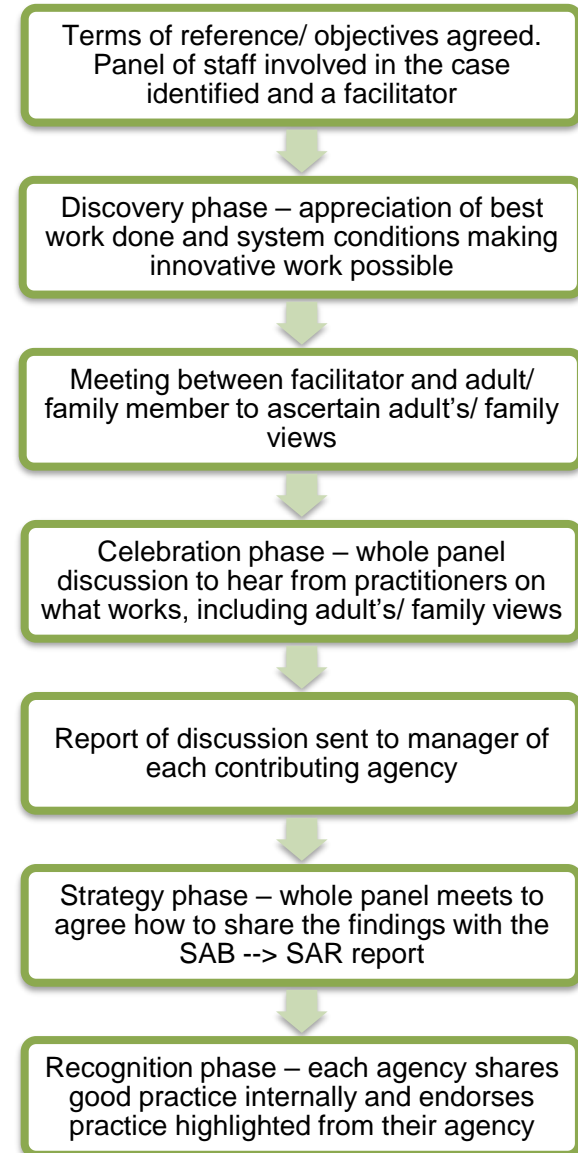 Terms of reference/ objectives agreed.
Panel of staff involved in the case
identified and a facilitator
Discovery phase – appreciation of best
work done and system conditions making
innovative work possible
Meeting between facilitator and adult/
family member to ascertain adult’s/ family
views
Celebration phase – whole panel
discussion to hear from practitioners on
what works, including adult’s/ family views
Report of discussion sent to manager of
each contributing agency
Strategy phase – whole panel meets to
agree how to share the findings with the
SAB --> SAR report
Recognition phase – each agency shares
good practice internally and endorses
practice highlighted from their agency